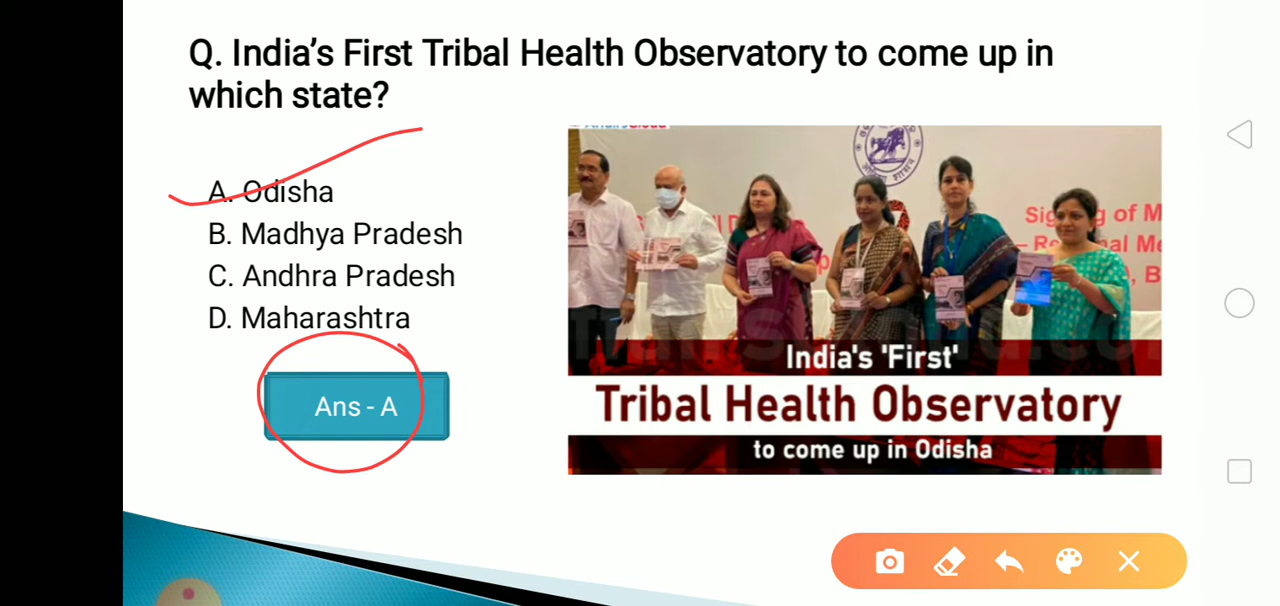 Q. India's First Tribal Health Observatory to come up in
which state?
A. Odisha
B. Madhya Pradesh
C. Andhra Pradesh
D. Maharashtra
Ans - A
of M
India's 'First'
Tribal Health Observatory
to come up in Odisha